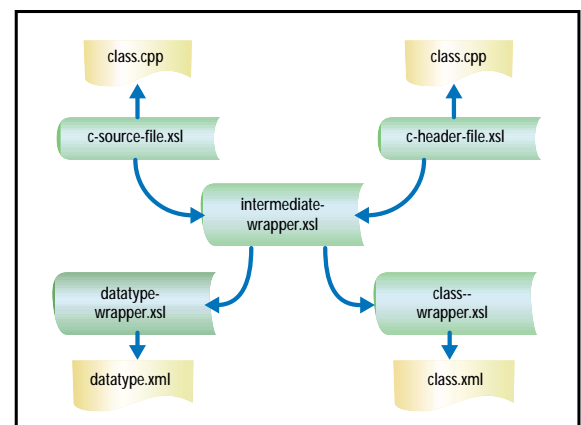 class.cpp
class.cpp
c-source-file.xsl
c-header-file.xsl
intermediate-
wrapper.xsl
datatype-
wrapper.xsl
class--
wrapper.xsl
datatype.xml
class.xml